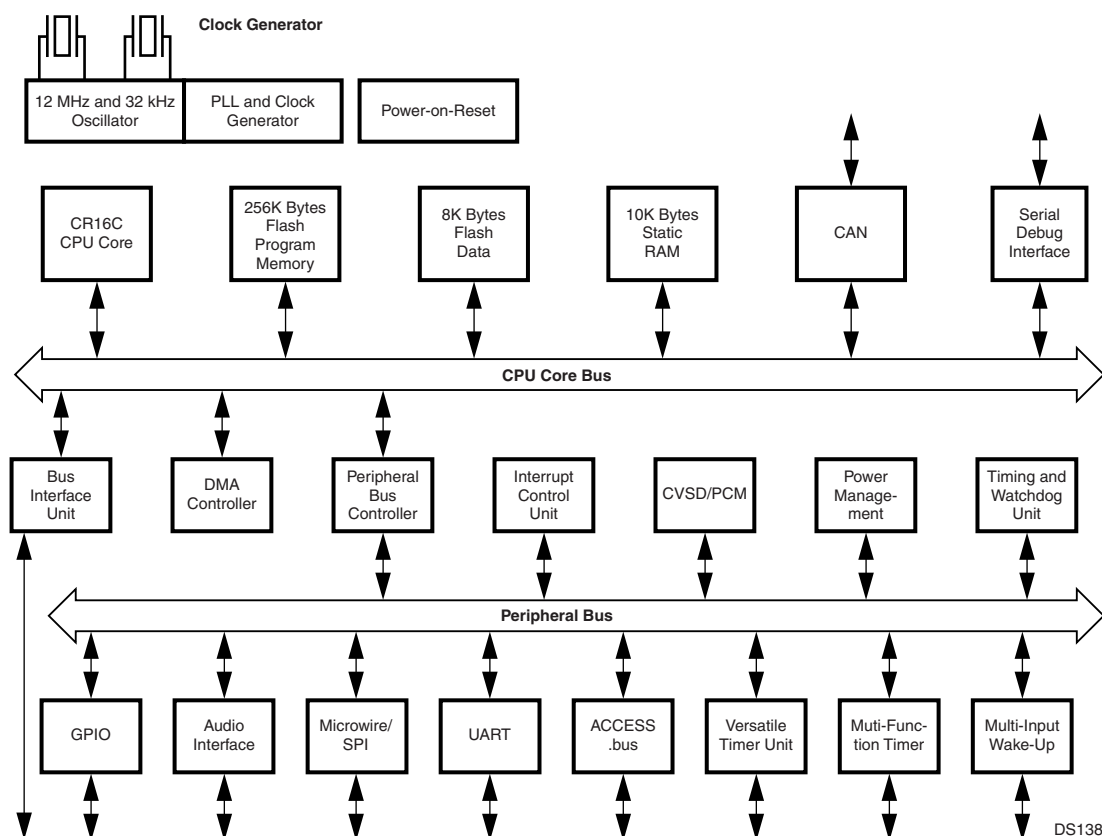 Clock Generator
12 MHz and 32 kHz
Oscillator
PLL and Clock
Generator
Power-on-Reset
CR16C
CPU Core
256K Bytes
Flash
Program
Memory
8K Bytes
Flash
Data
10K Bytes
Static
RAM
CAN
Serial
Debug
Interface
CPU Core Bus
Bus
Interface
Unit
DMA
Controller
Peripheral
Bus
Controller
Interrupt
Control
Unit
CVSD/PCM
Power
Manage-
ment
Timing and
Watchdog
Unit
Peripheral Bus
GPIO
Audio
Interface
Microwire/
SPI
UART
ACCESS
.bus
Versatile
Timer Unit
Muti-Func-
tion Timer
Multi-Input
Wake-Up
DS138